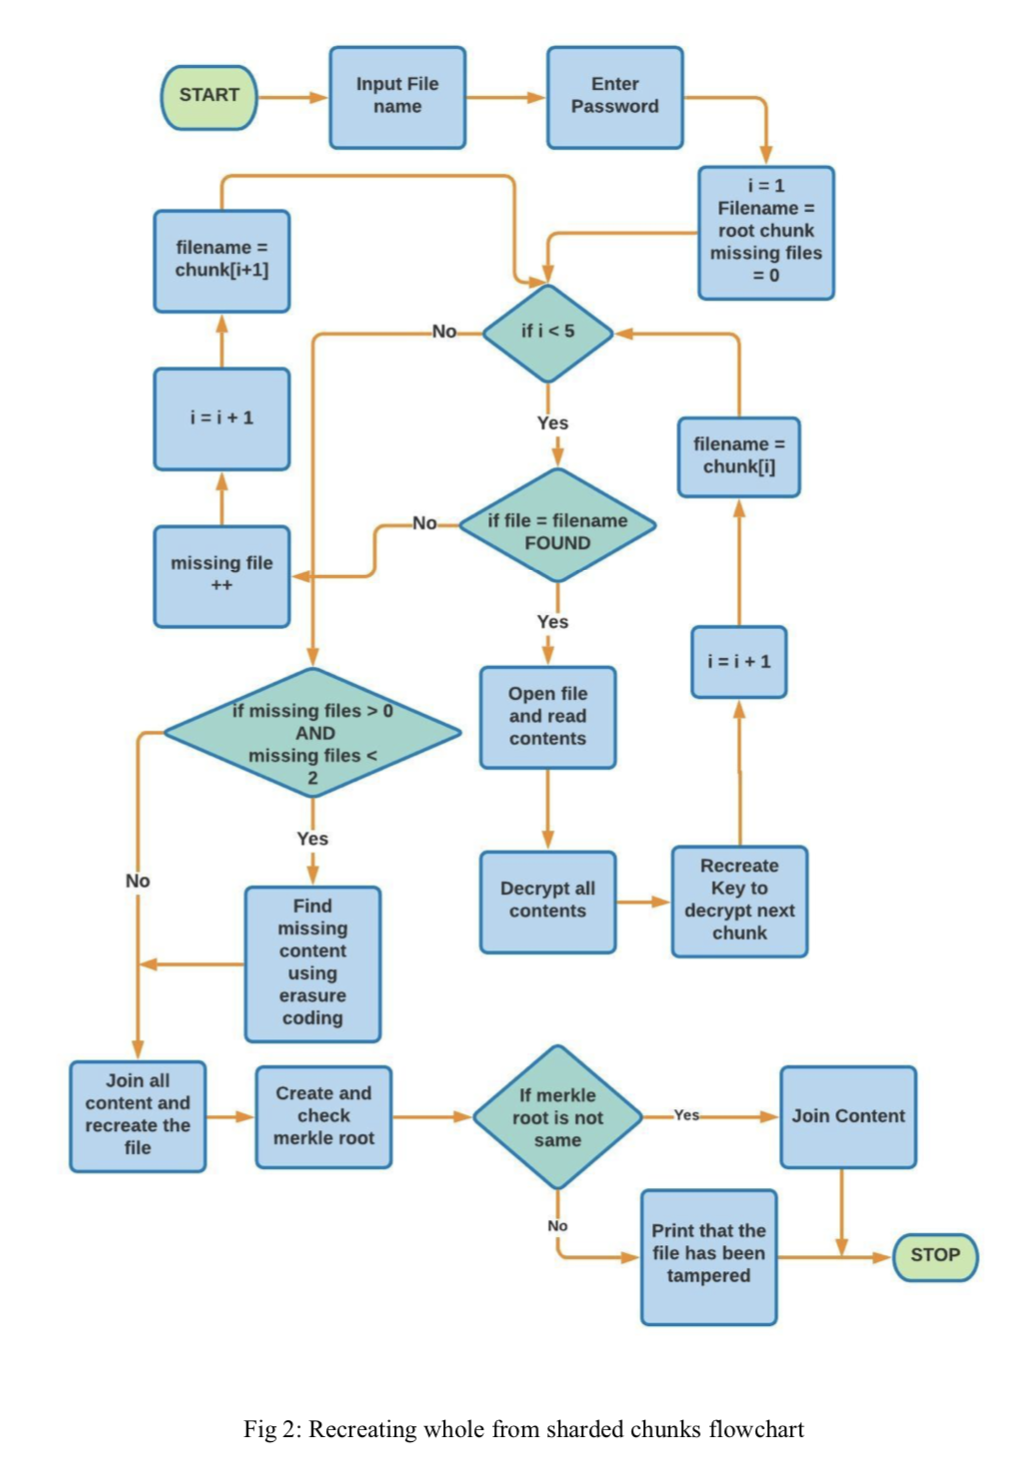 START
Input File
name
Enter
Password
i = 1
Filename =
root chunk
missing files
= 0
filename =
chunk[i+1]
if i < 5
No
Yes
i = i + 1
filename =
chunk[i]
if file = filename
FOUND
No
Yes
missing file
++
i = i + 1
Open file
and read
contents
if missing files > 0
AND
missing files <
2
Yes
No
Decrypt all
contents
Recreate
Key to
decrypt next
chunk
Find
missing
content
using
erasure
coding
Join all
content and
recreate the
file
Create and
check
merkle root
If merkle
root is not
same
Yes
Join Content
No
Print that the
file has been
tampered
STOP
Fig 2: Recreating whole from sharded chunks flowchart